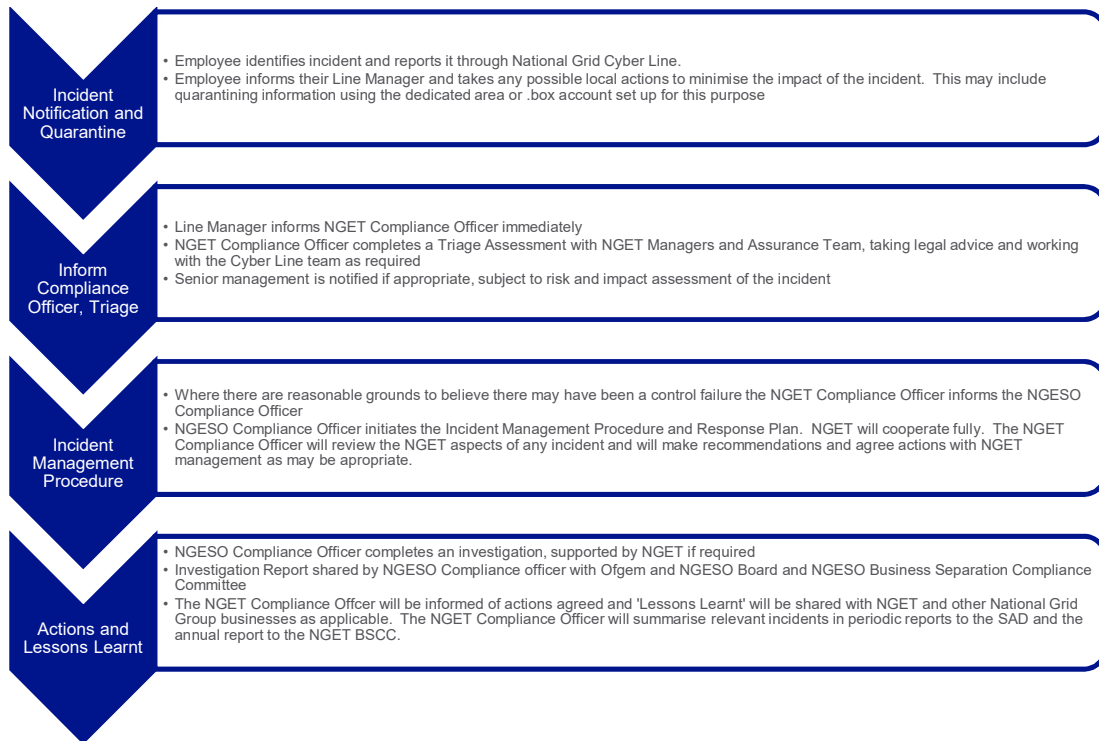 Incident
Notification and
Quarantine
• Employee identifies incident and reports it through National Grid Cyber Line.
• Employee informs their Line Manager and takes any possible local actions to minimise the impact of the incident.  This may include
quarantining information using the dedicated area or .box account set up for this purpose
Inform
Compliance
Officer, Triage
• Line Manager informs NGET Compliance Officer immediately
• NGET Compliance Officer completes a Triage Assessment with NGET Managers and Assurance Team, taking legal advice and working
with the Cyber Line team as required
• Senior management is notified if appropriate, subject to risk and impact assessment of the incident
Incident
Management
Procedure
• Where there are reasonable grounds to believe there may have been a control failure the NGET Compliance Officer informs the NGESO
Compliance Officer
• NGESO Compliance Officer initiates the Incident Management Procedure and Response Plan.  NGET will cooperate fully.  The NGET
Compliance Officer will review the NGET aspects of any incident and will make recommendations and agree actions with NGET
management as may be apropriate.
Actions and
Lessons Learnt
• NGESO Compliance Officer completes an investigation, supported by NGET if required
• Investigation Report shared by NGESO Compliance officer with Ofgem and NGESO Board and NGESO Business Separation Compliance
Committee
• The NGET Compliance Offcer will be informed of actions agreed and 'Lessons Learnt' will be shared with NGET and other National Grid
Group businesses as applicable.  The NGET Compliance Officer will summarise relevant incidents in periodic reports to the SAD and the
annual report to the NGET BSCC.